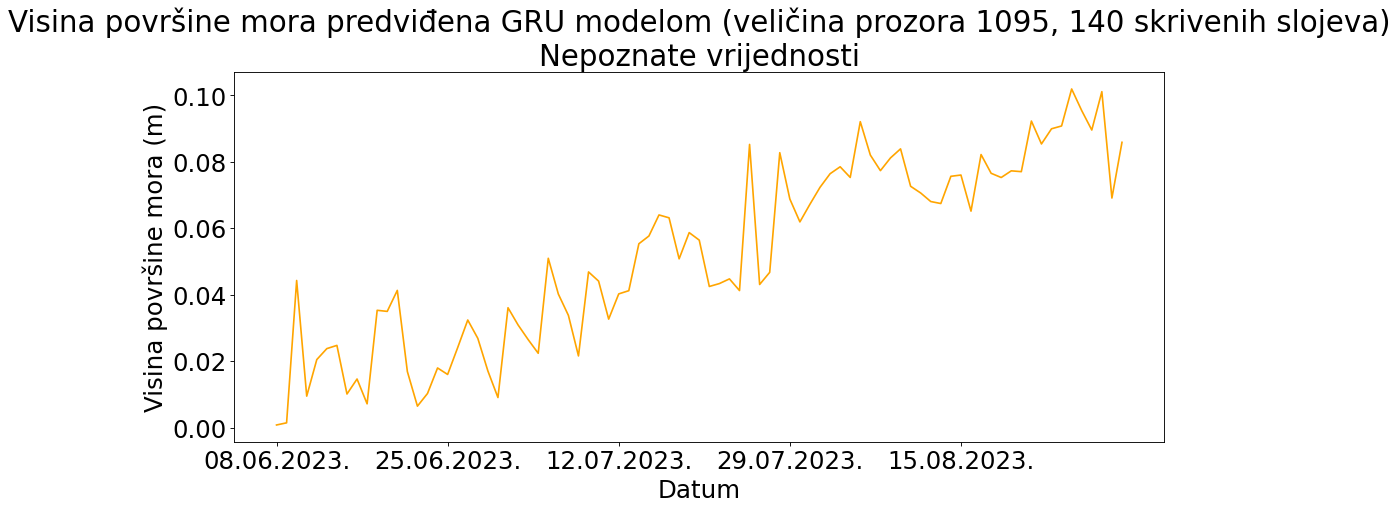 Visina površine mora predviđena GRU modelom (veličina prozora 1095, 140 skrivenih slojeva)
Nepoznate vrijednosti
Visina površine mora (m)
0.10
0.08
0.06
0.04
0.02
0.00
08.06.2023. 25.06.2023. 12.07.2023. 29.07.2023. 15.08.2023.
Datum